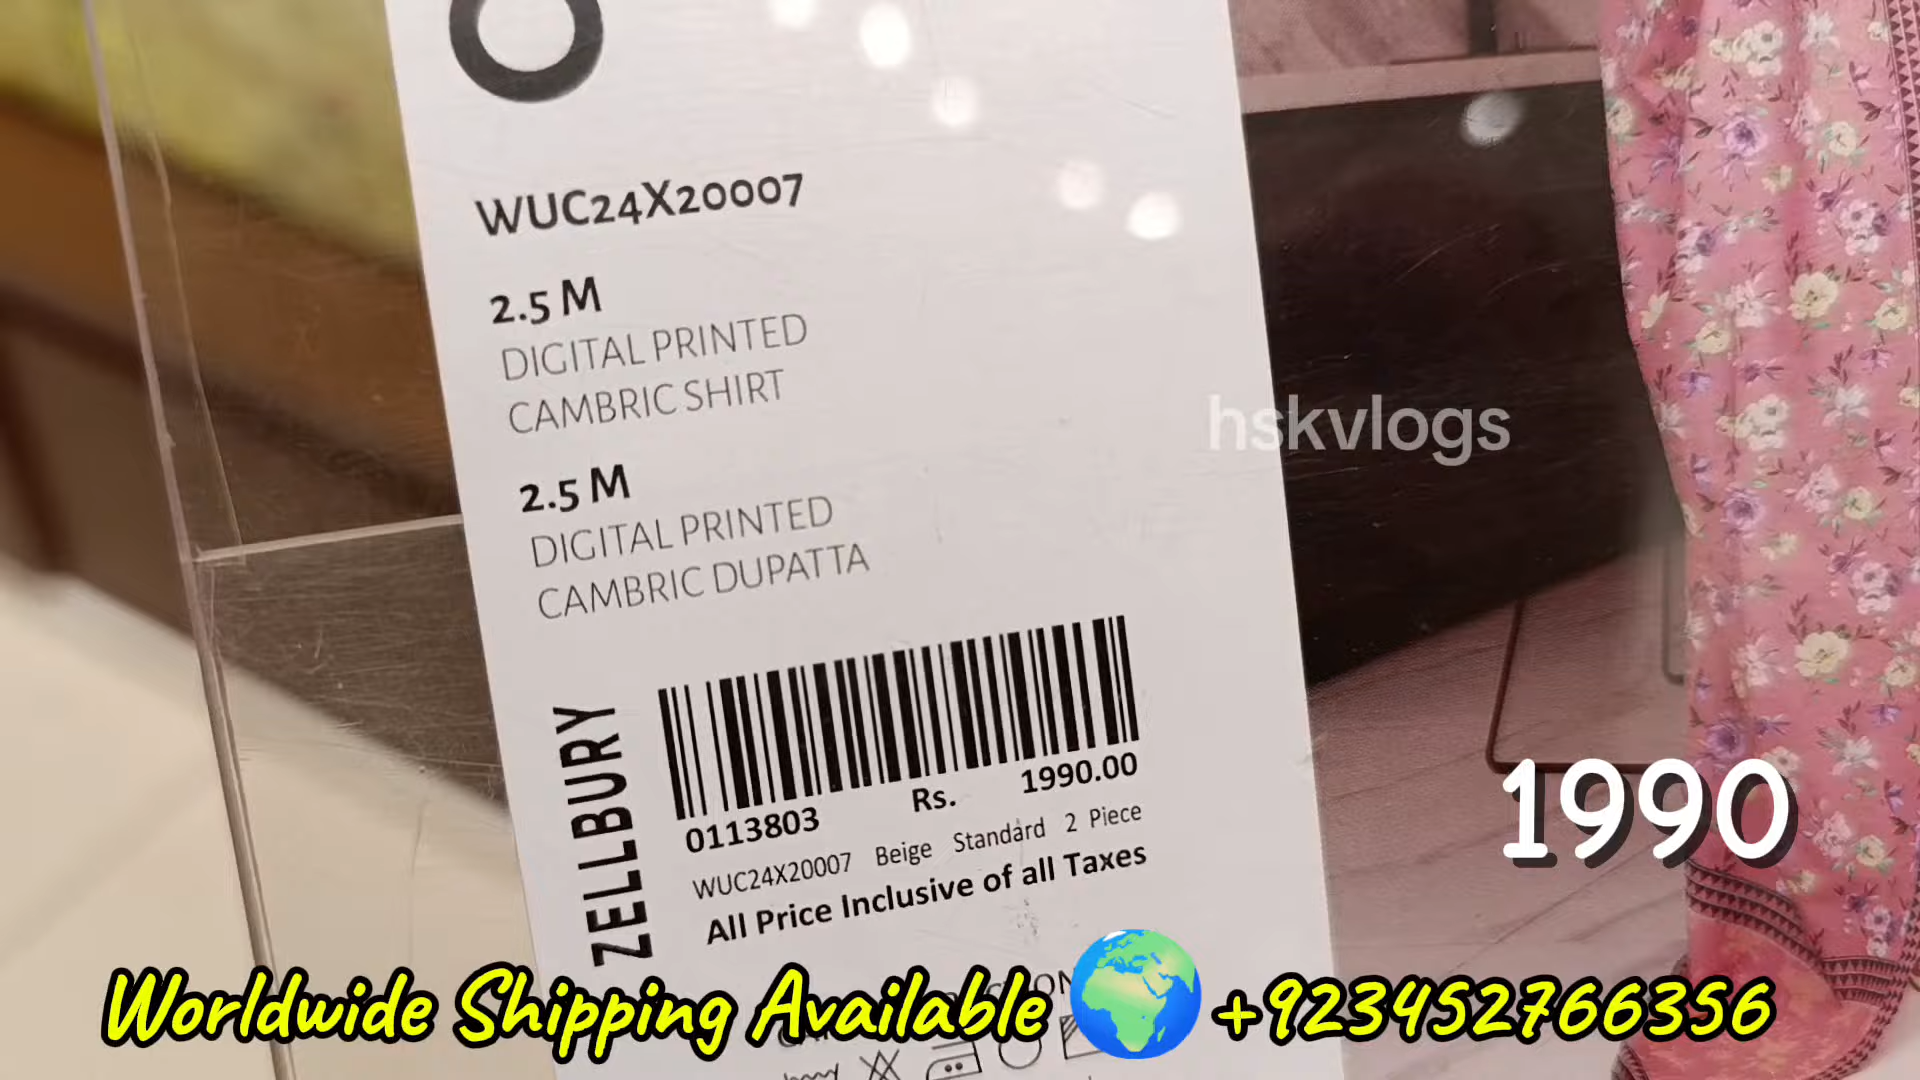 WUC24X20007
2.5 M
DIGITAL PRINTED
CAMBRIC SHIRT
2.5 M
DIGITAL PRINTED
CAMBRIC DUPATTA
hskvlogs
ZELLBURY
0113803 Rs. 1990.00
WUC24X20007 Beige Standard 2 Piece
All Price Inclusive of all Taxes
1990
Worldwide Shipping Available 🌍 +923452766356